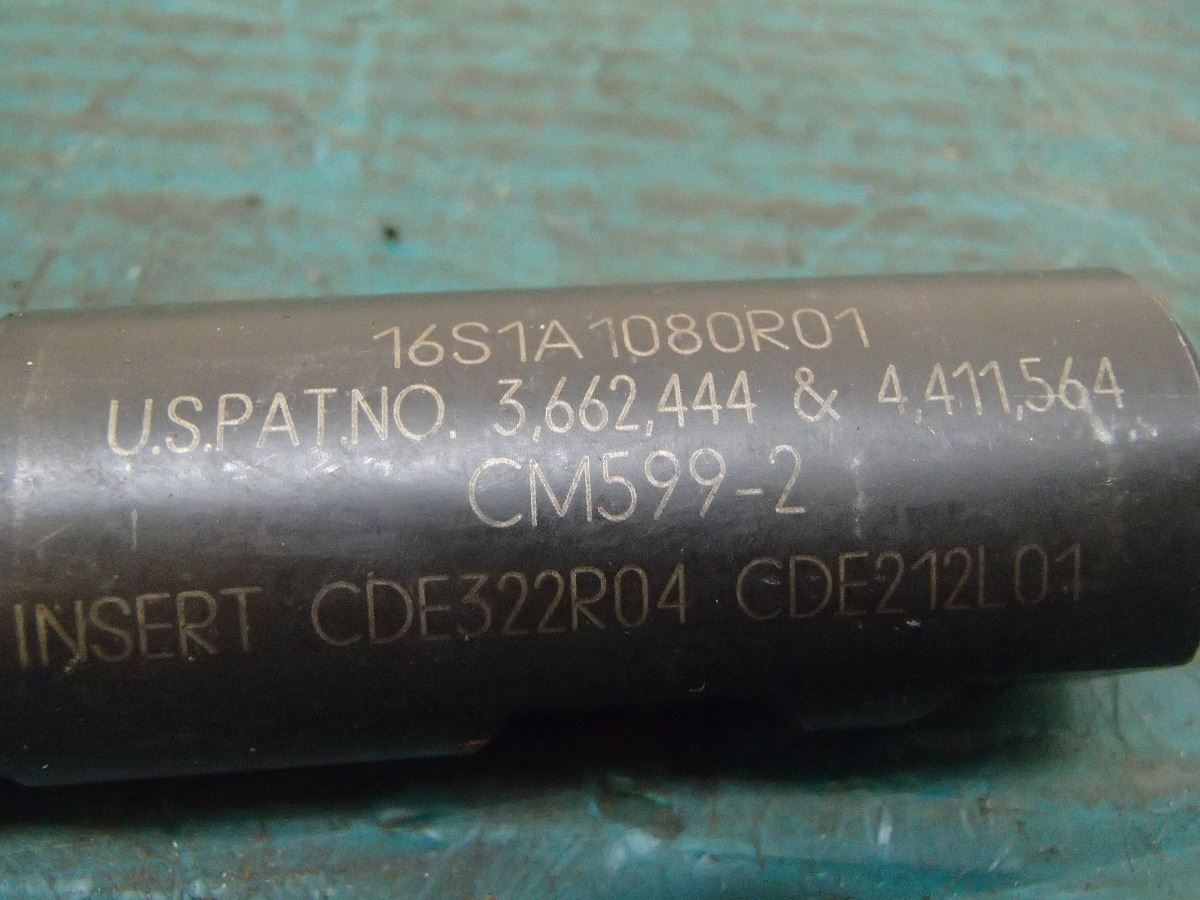 16S1A1080R01
U.S.PAT.NO. 3,662,444 & 4,411,564
CM599-2
INSERT CDE322R04 CDE212L01